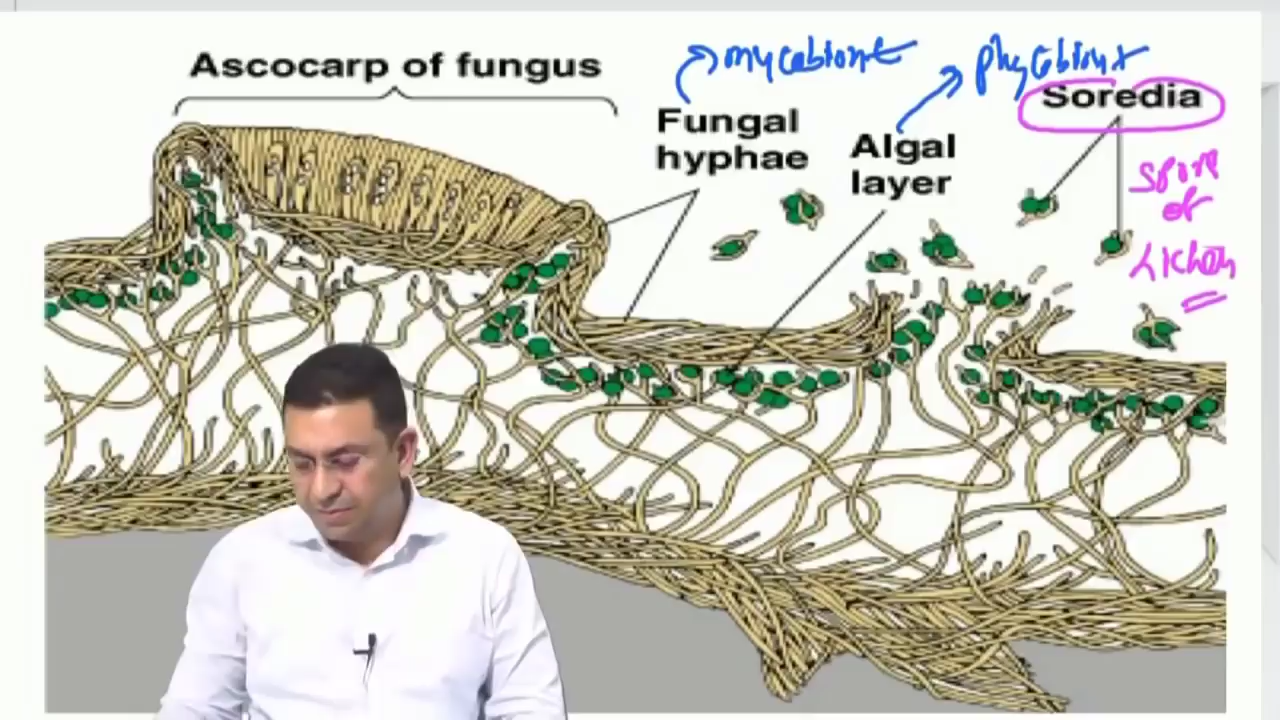 Ascocarp of fungus
mycobiont
Fungal
hyphae
phycobiont
Algal
layer
Soredia
Spore
of
Lichen